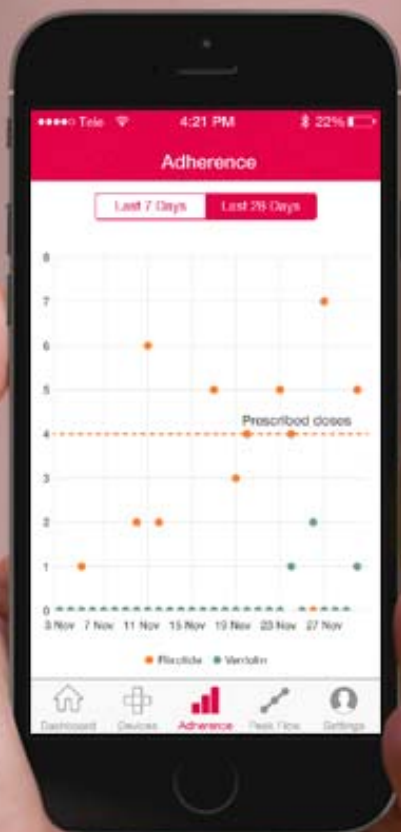 Tele 4:21 PM 22%
Adherence
Last 7 Days Last 28 Days
8
7
6
5
Prescribed doses
4
3
2
1
0
3 Nov 7 Nov 11 Nov 15 Nov 19 Nov 23 Nov 27 Nov
Flixotide Ventolin
Dashboard Devices Adherence Peak Flow Settings